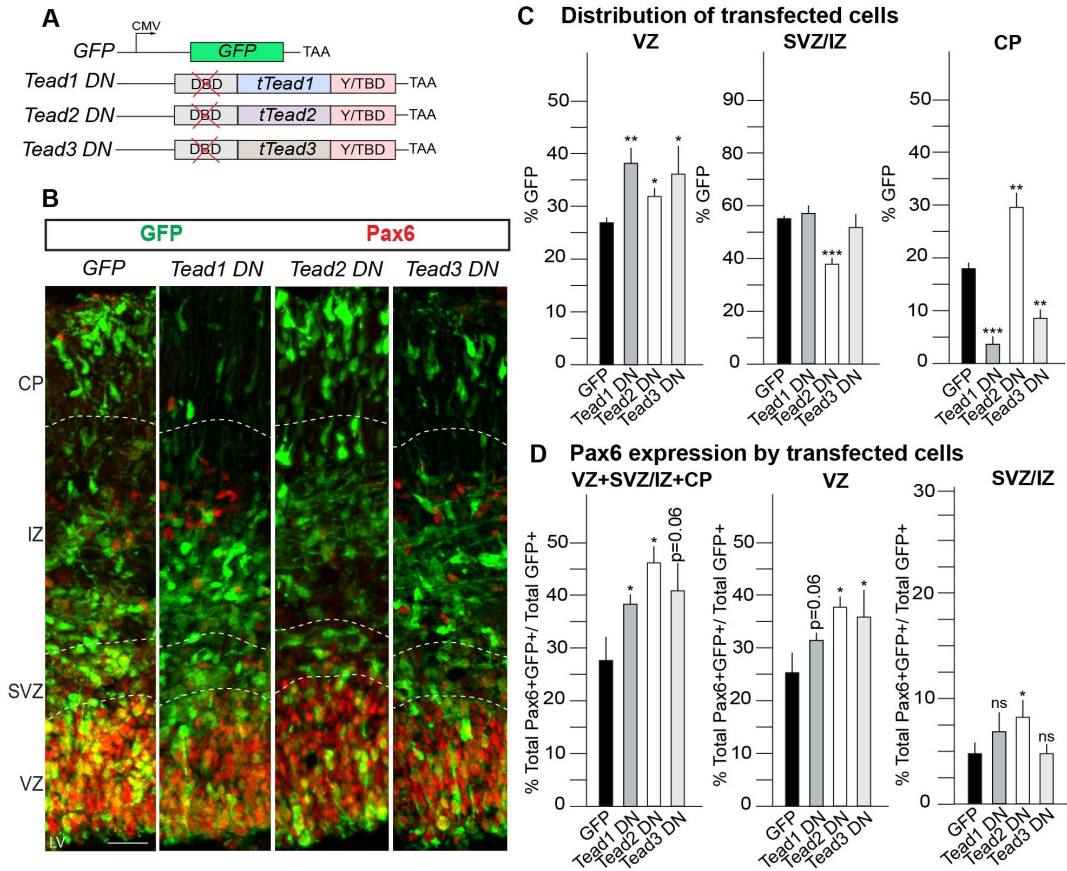 A
CMV
GFP
GFP
TAA
Tead1 DN
DBD
tTead1
Y/TBD
TAA
Tead2 DN
DBD
tTead2
Y/TBD
TAA
Tead3 DN
DBD
tTead3
Y/TBD
TAA
B
GFP
Pax6
GFP
Tead1 DN
Tead2 DN
Tead3 DN
CP
IZ
SVZ
VZ
LV
C Distribution of transfected cells
VZ
% GFP
50
40
30
20
10
0
**
*
*
GFP
Tead1 DN
Tead2 DN
Tead3 DN
SVZ/IZ
% GFP
90
80
60
40
20
0
***
GFP
Tead1 DN
Tead2 DN
Tead3 DN
CP
% GFP
50
40
30
20
10
0
***
**
**
GFP
Tead1 DN
Tead2 DN
Tead3 DN
D Pax6 expression by transfected cells
VZ+SVZ/IZ+CP
% Total Pax6+GFP+/ Total GFP+
50
40
30
20
10
0
*
*
p=0.06
GFP
Tead1 DN
Tead2 DN
Tead3 DN
VZ
% Total Pax6+GFP+/ Total GFP+
50
40
30
20
10
0
p=0.06
*
*
GFP
Tead1 DN
Tead2 DN
Tead3 DN
SVZ/IZ
% Total Pax6+GFP+/ Total GFP+
30
20
10
5
0
ns
*
ns
GFP
Tead1 DN
Tead2 DN
Tead3 DN